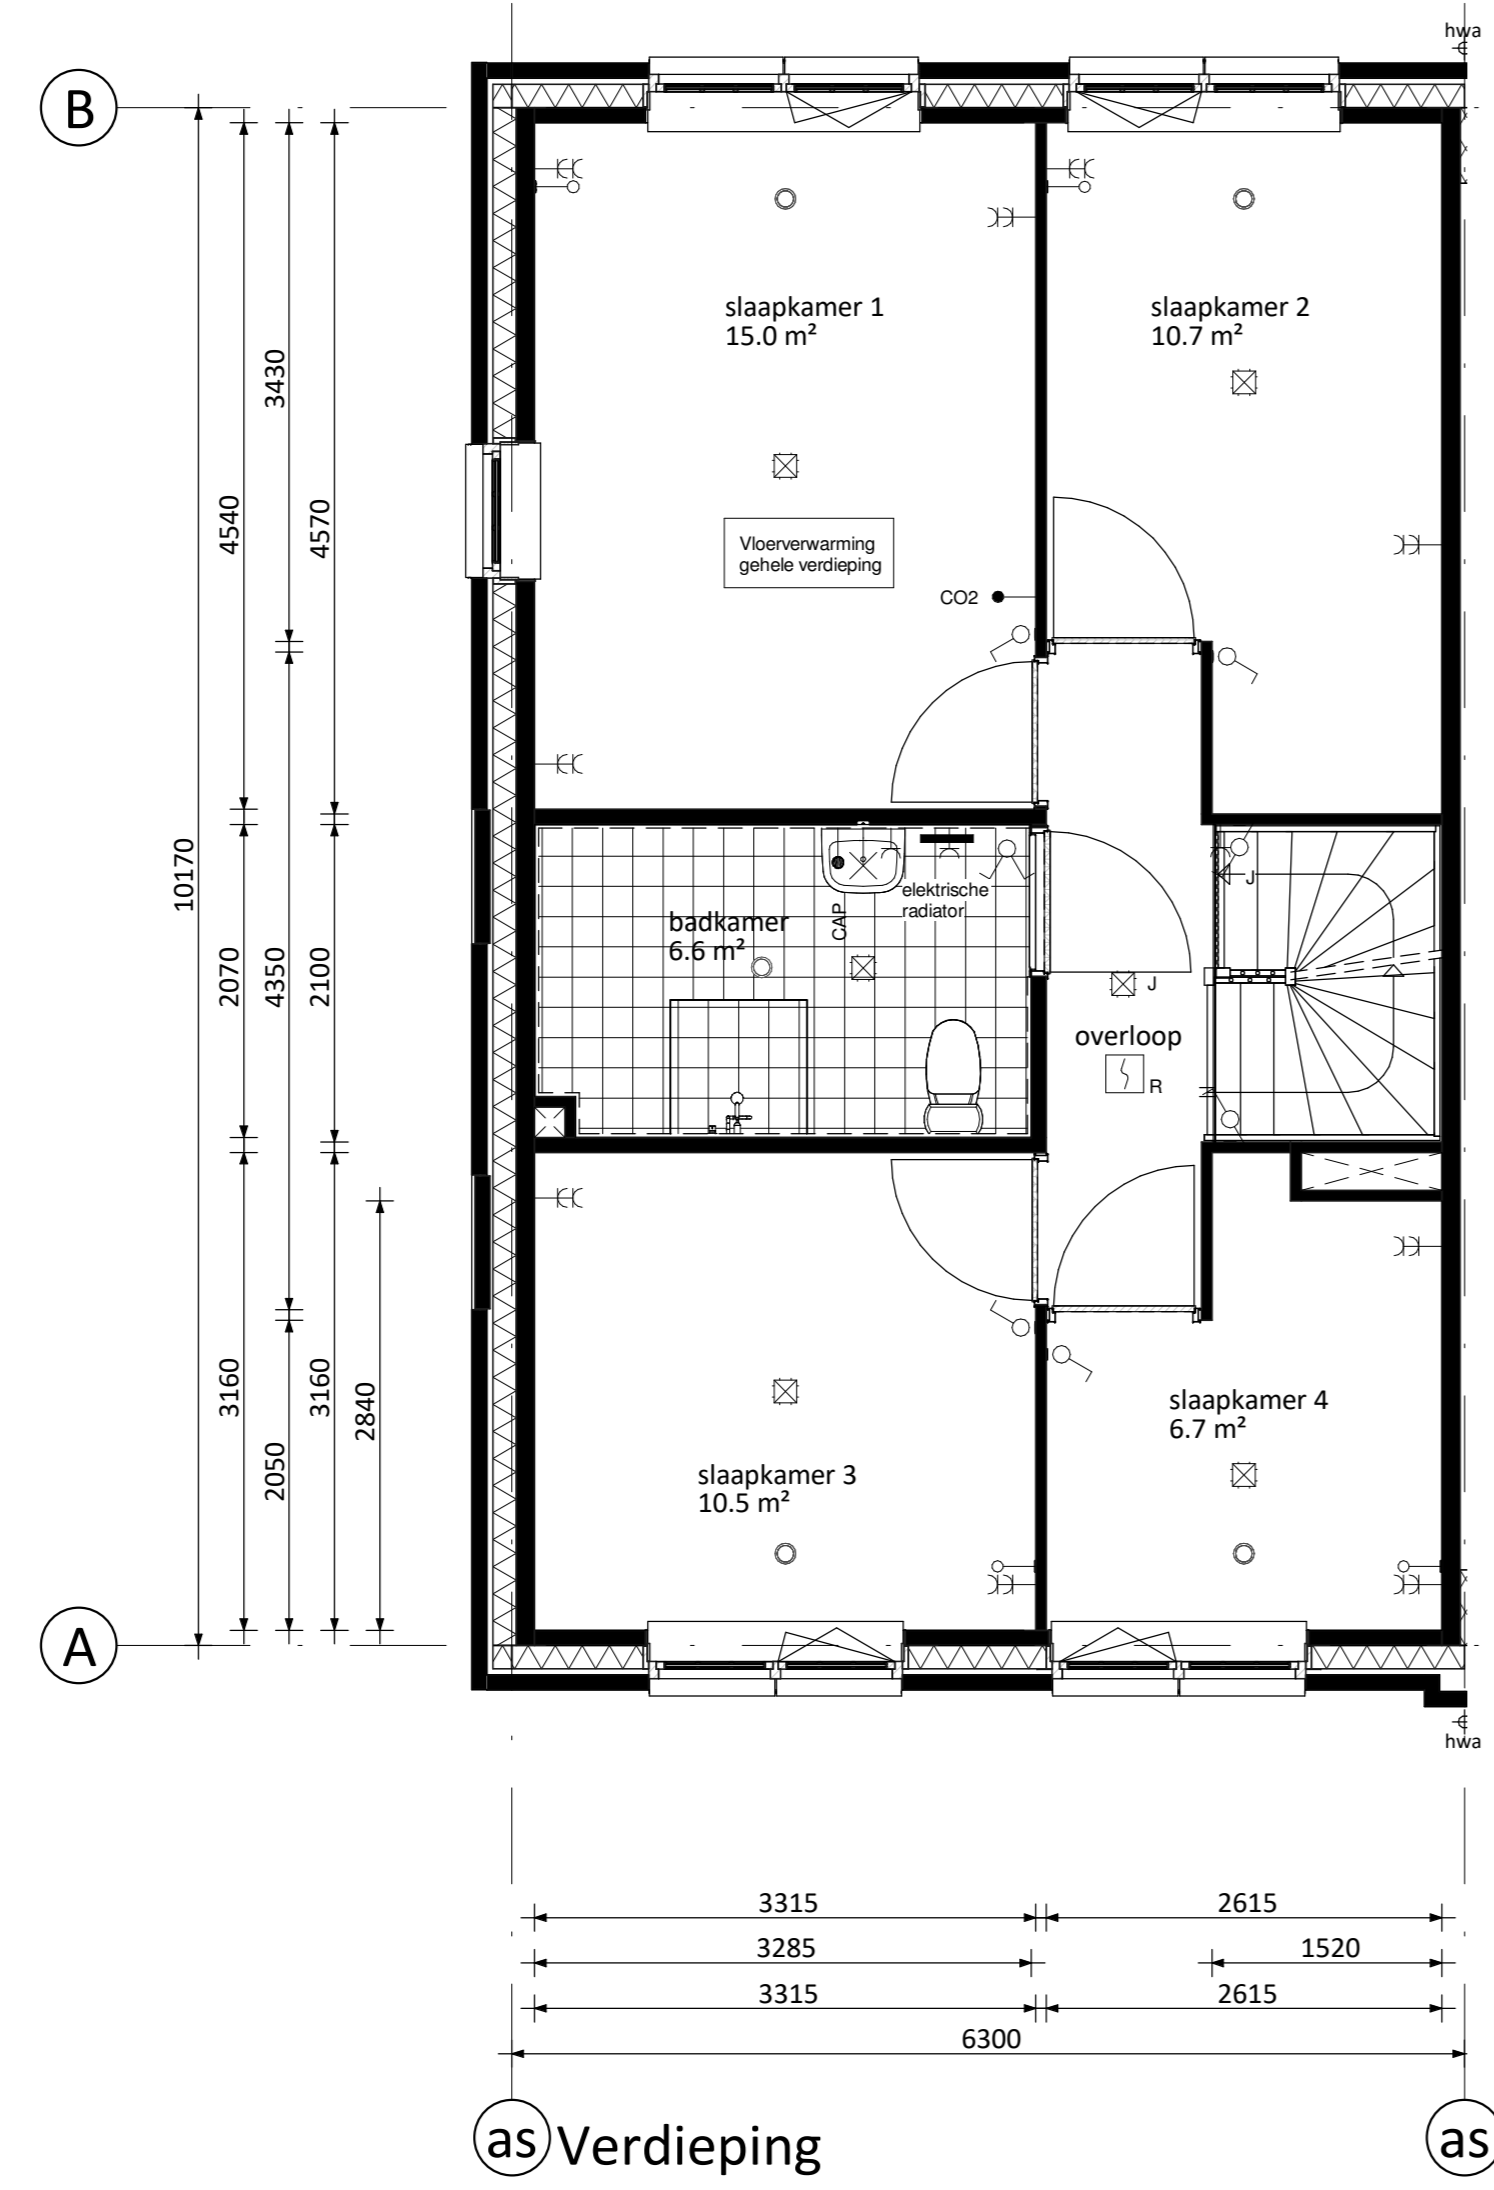 hwa
B
slaapkamer 1
15.0 m²
slaapkamer 2
10.7 m²
3430
4540
4570
Vloerverwarming
gehele verdieping
CO2
10170
2070
4350
2100
badkamer
6.6 m²
CAP
elektrische
radiator
J
J
overloop
R
3160
2050
3160
2840
slaapkamer 3
10.5 m²
slaapkamer 4
6.7 m²
A
hwa
3315
2615
3285
1520
3315
2615
6300
as
Verdieping
as